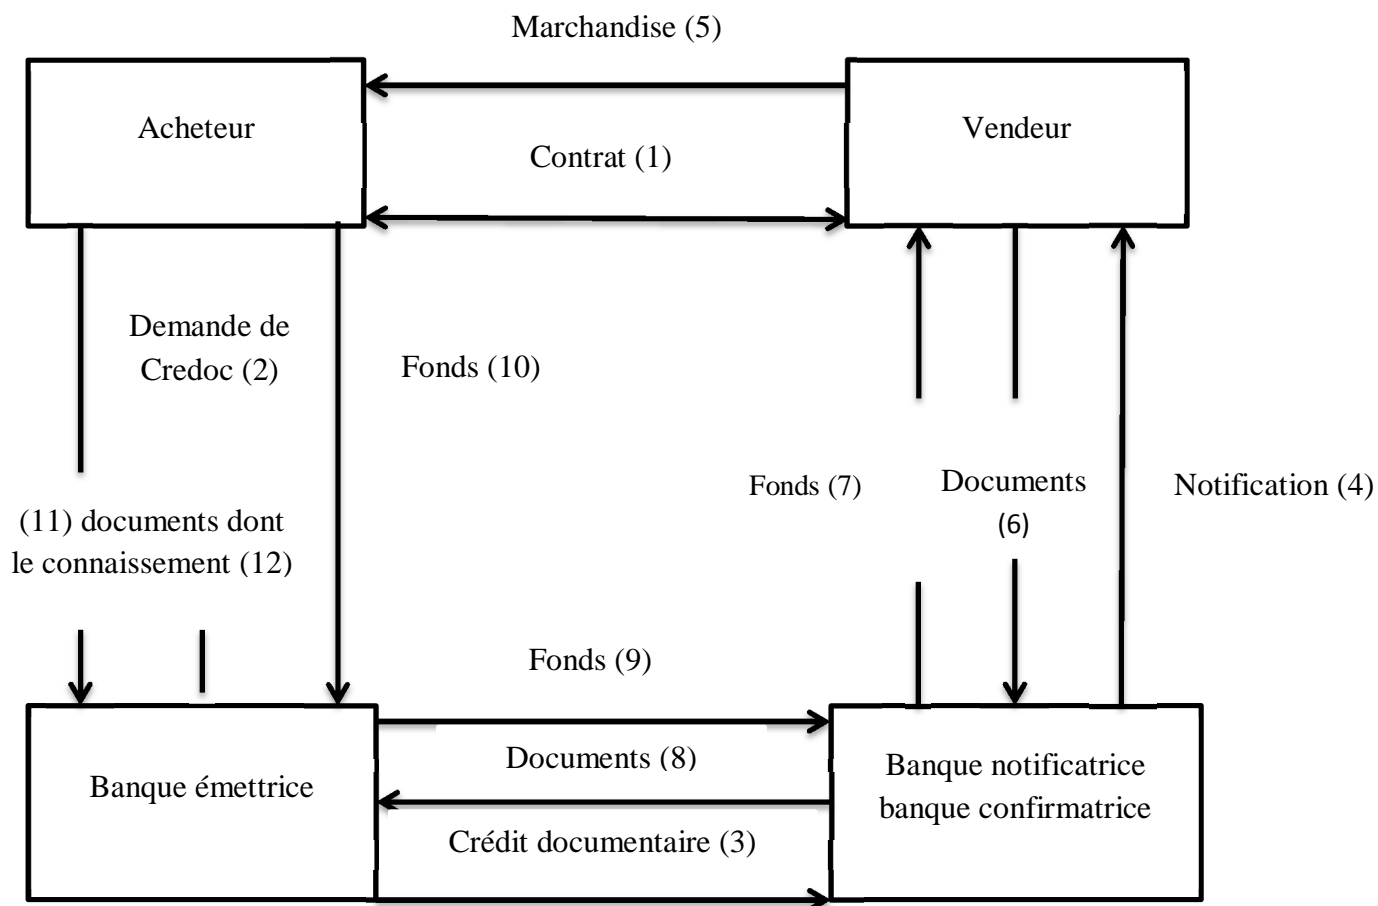 Marchandise (5)
Acheteur
Vendeur
Contrat (1)
Demande de
Credoc (2)
Fonds (10)
Fonds (7)
Documents
(6)
Notification (4)
(11) documents dont
le connaissement (12)
Fonds (9)
Documents (8)
Banque émettrice
Banque notificatrice
banque confirmatrice
Crédit documentaire (3)